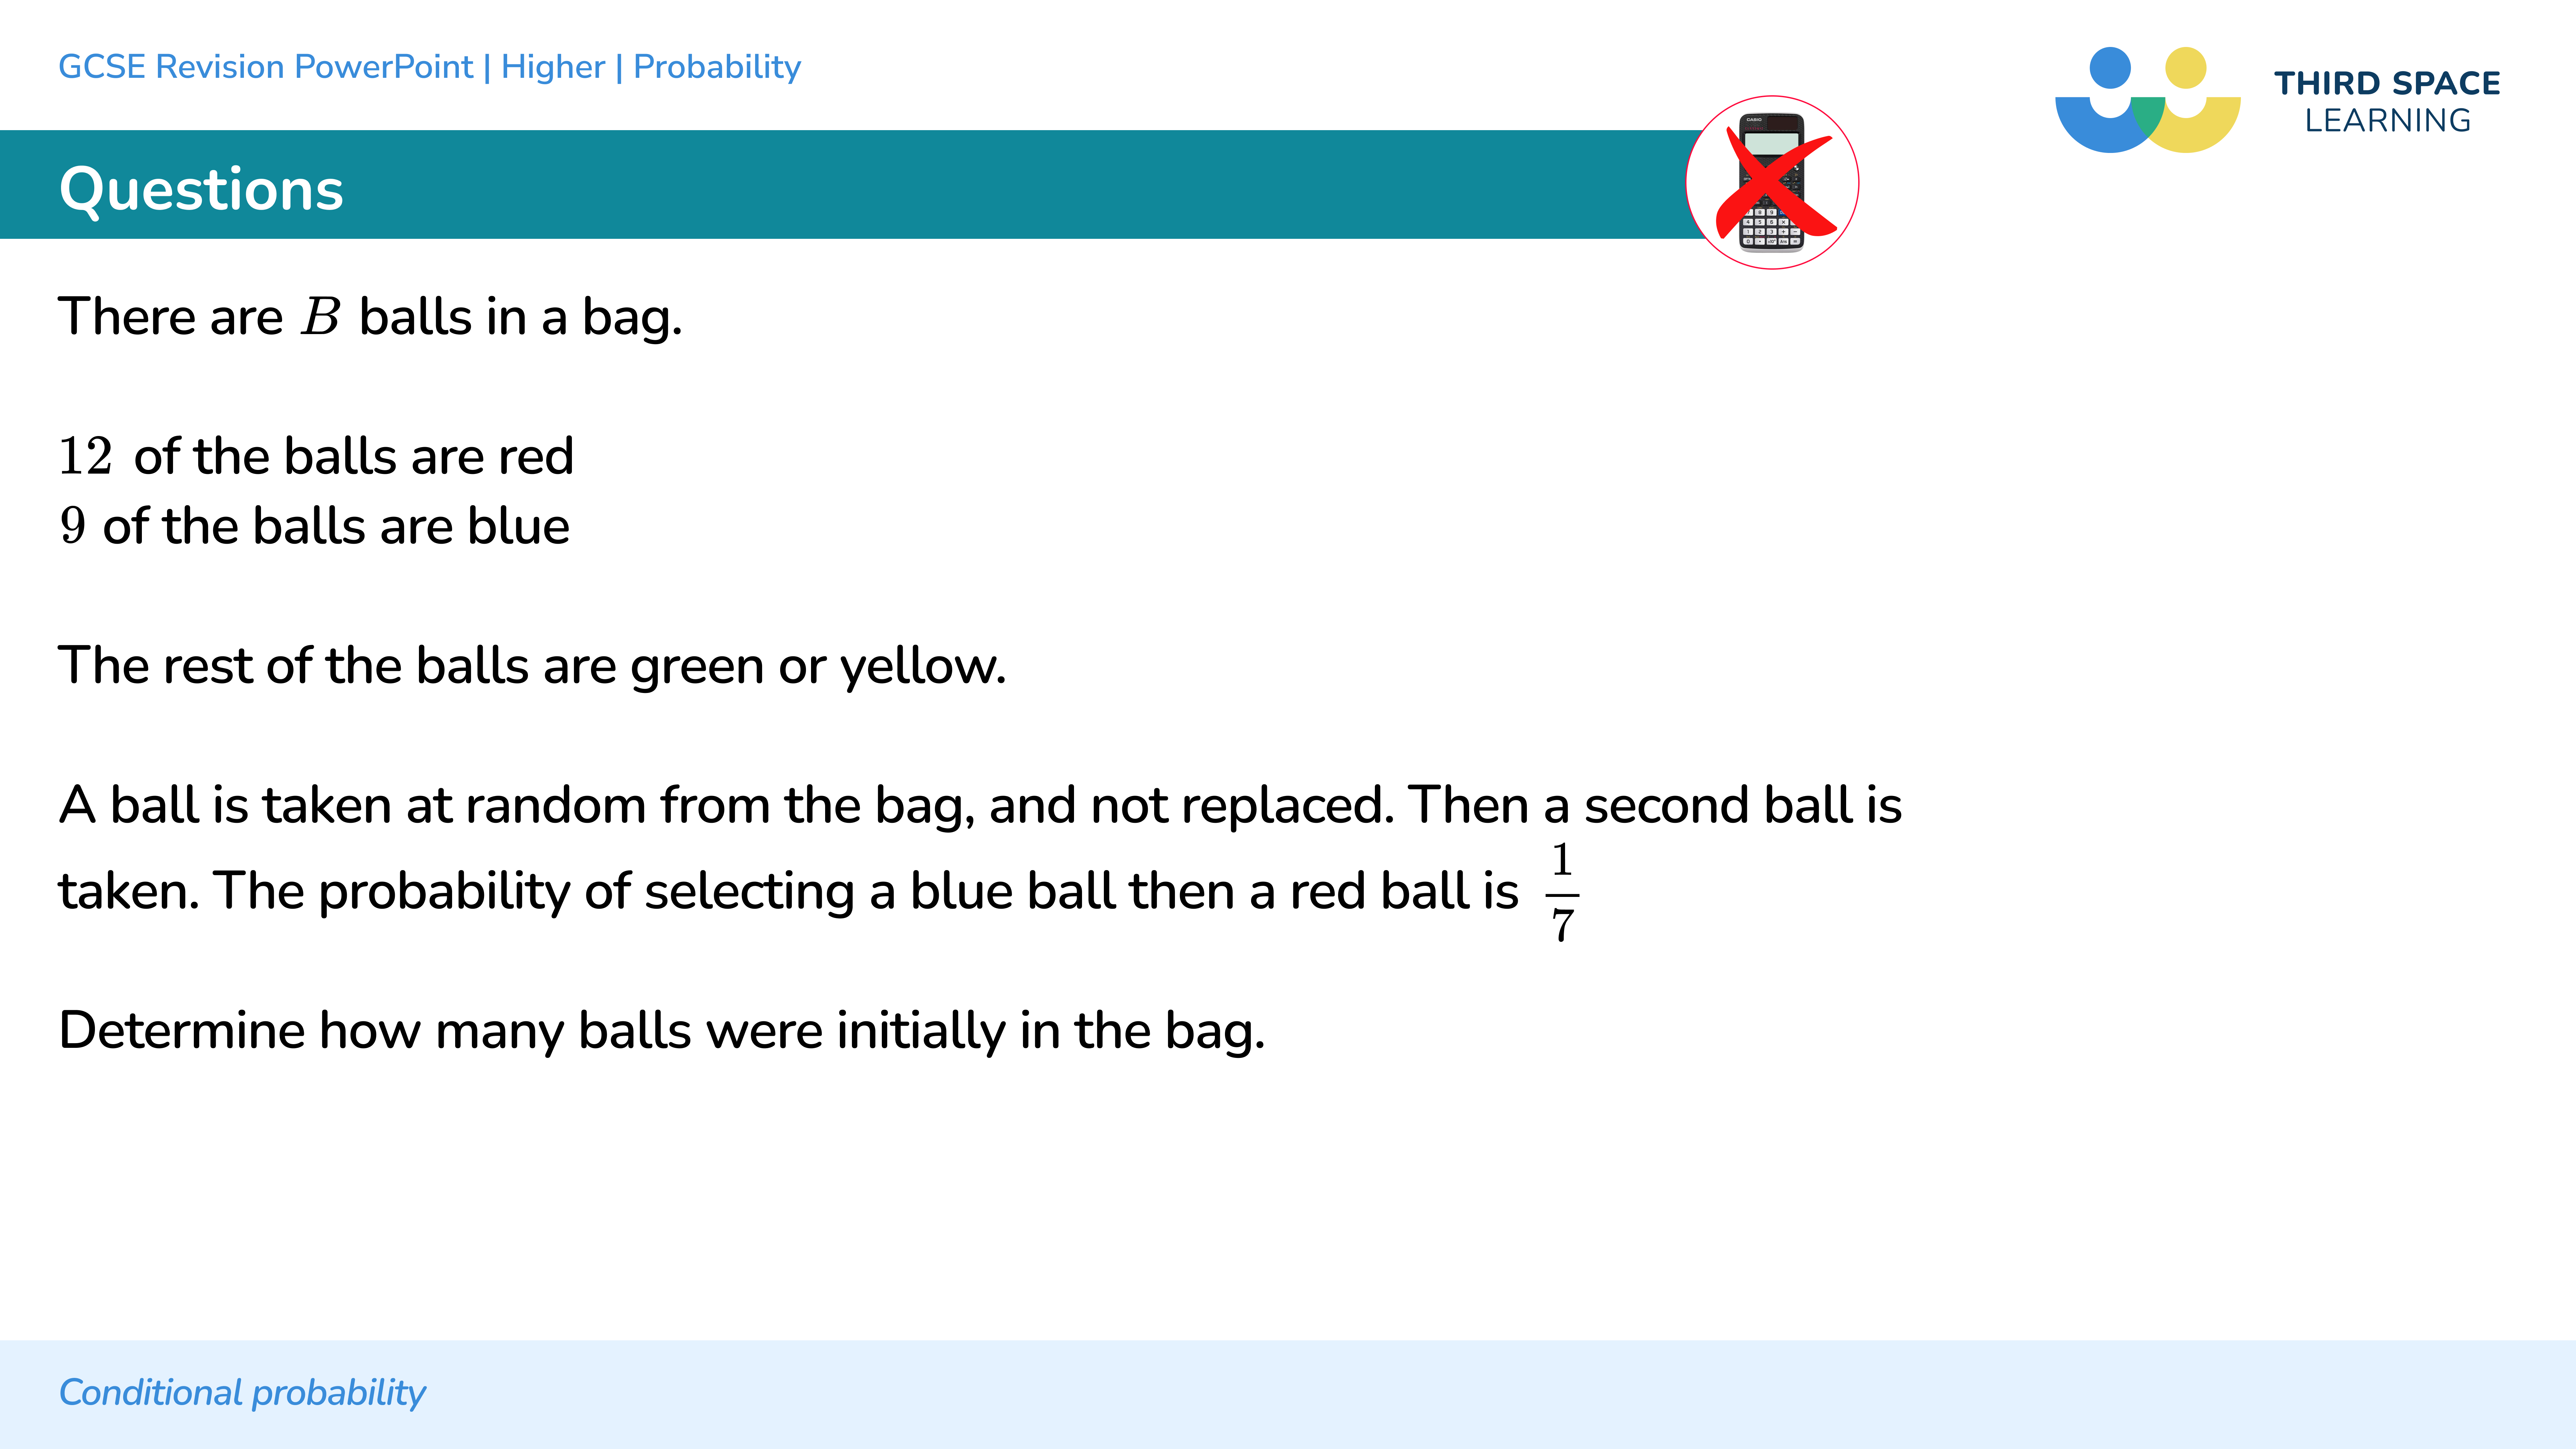 GCSE Revision PowerPoint | Higher | Probability
THIRD SPACE
LEARNING
Questions
CASIO
There are B balls in a bag.
12 of the balls are red
9 of the balls are blue
The rest of the balls are green or yellow.
A ball is taken at random from the bag, and not replaced. Then a second ball is
taken. The probability of selecting a blue ball then a red ball is 1/7
Determine how many balls were initially in the bag.
Conditional probability